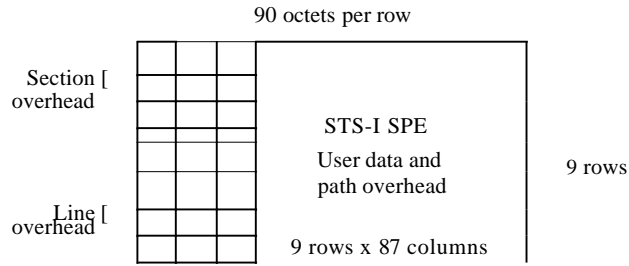 90 octets per row
Section [
overhead
STS-I SPE
User data and
path overhead
9 rows
Line [
overhead
9 rows x 87 columns